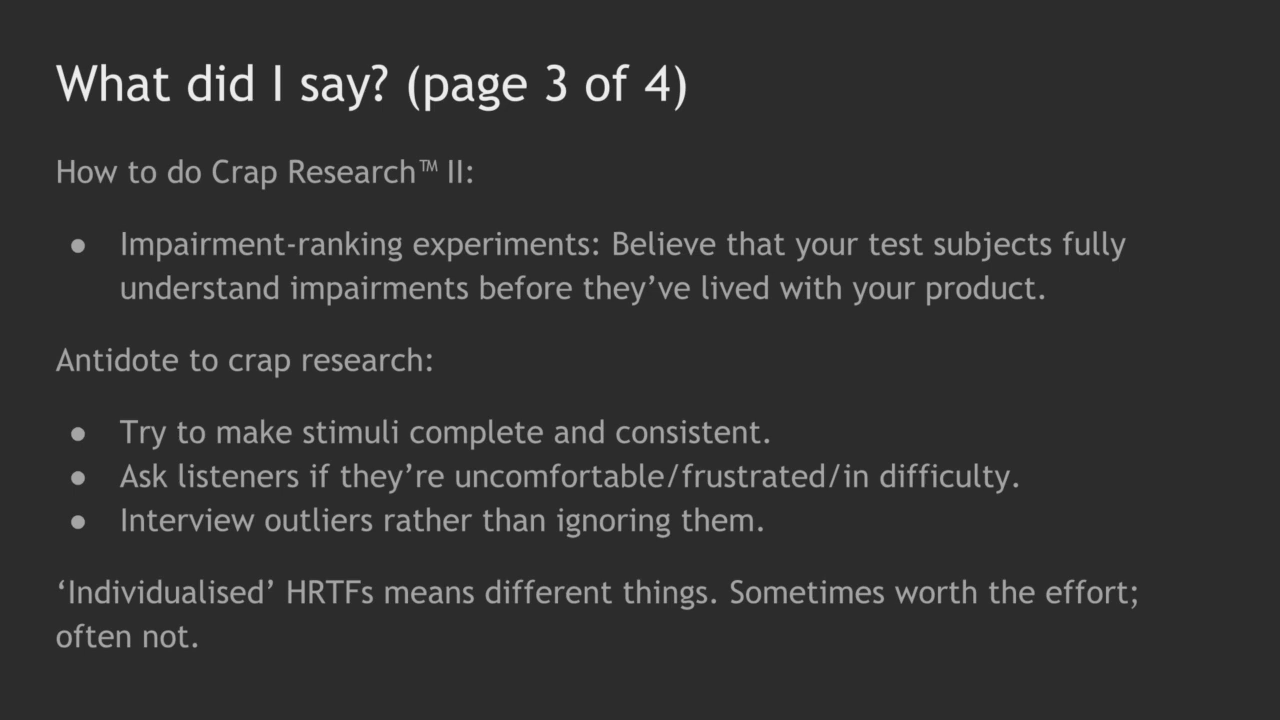 What did I say? (page 3 of 4)
How to do Crap Research™ II:
● Impairment-ranking experiments: Believe that your test subjects fully
understand impairments before they’ve lived with your product.
Antidote to crap research:
● Try to make stimuli complete and consistent.
● Ask listeners if they’re uncomfortable/frustrated/in difficulty.
● Interview outliers rather than ignoring them.
‘Individualised’ HRTFs means different things. Sometimes worth the effort;
often not.